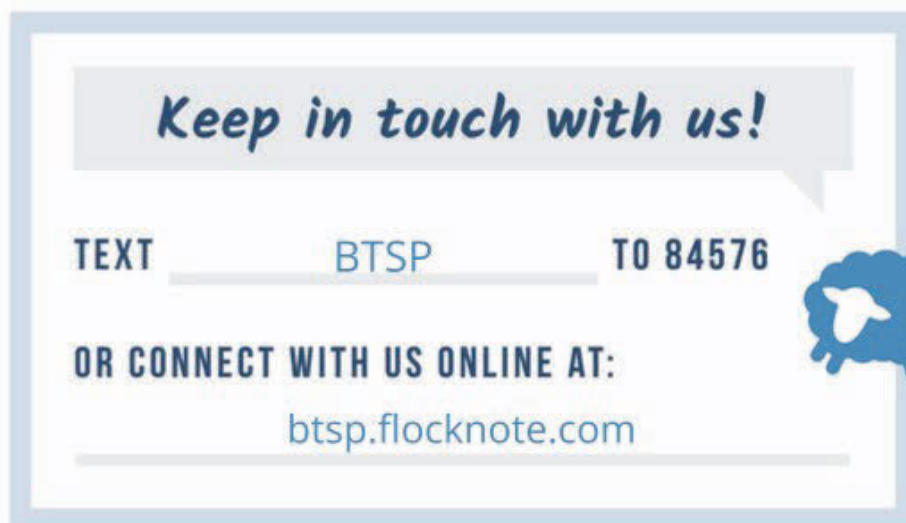 Keep in touch with us!
TEXT BTSP TO 84576
OR CONNECT WITH US ONLINE AT:
btsp.flocknote.com